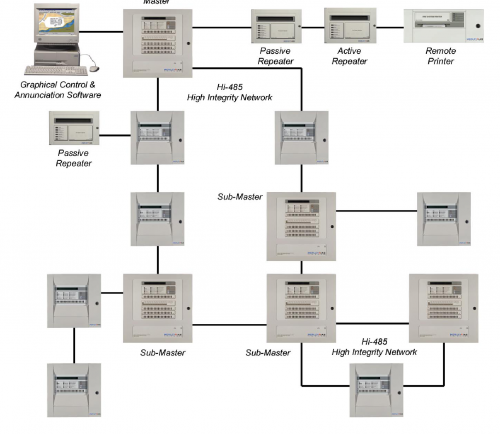 Master
Passive
Repeater
Active
Repeater
Remote
Printer
Graphical Control &
Annunciation Software
Hi-485
High Integrity Network
Passive
Repeater
Sub-Master
Sub-Master
Sub-Master
Hi-485
High Integrity Network